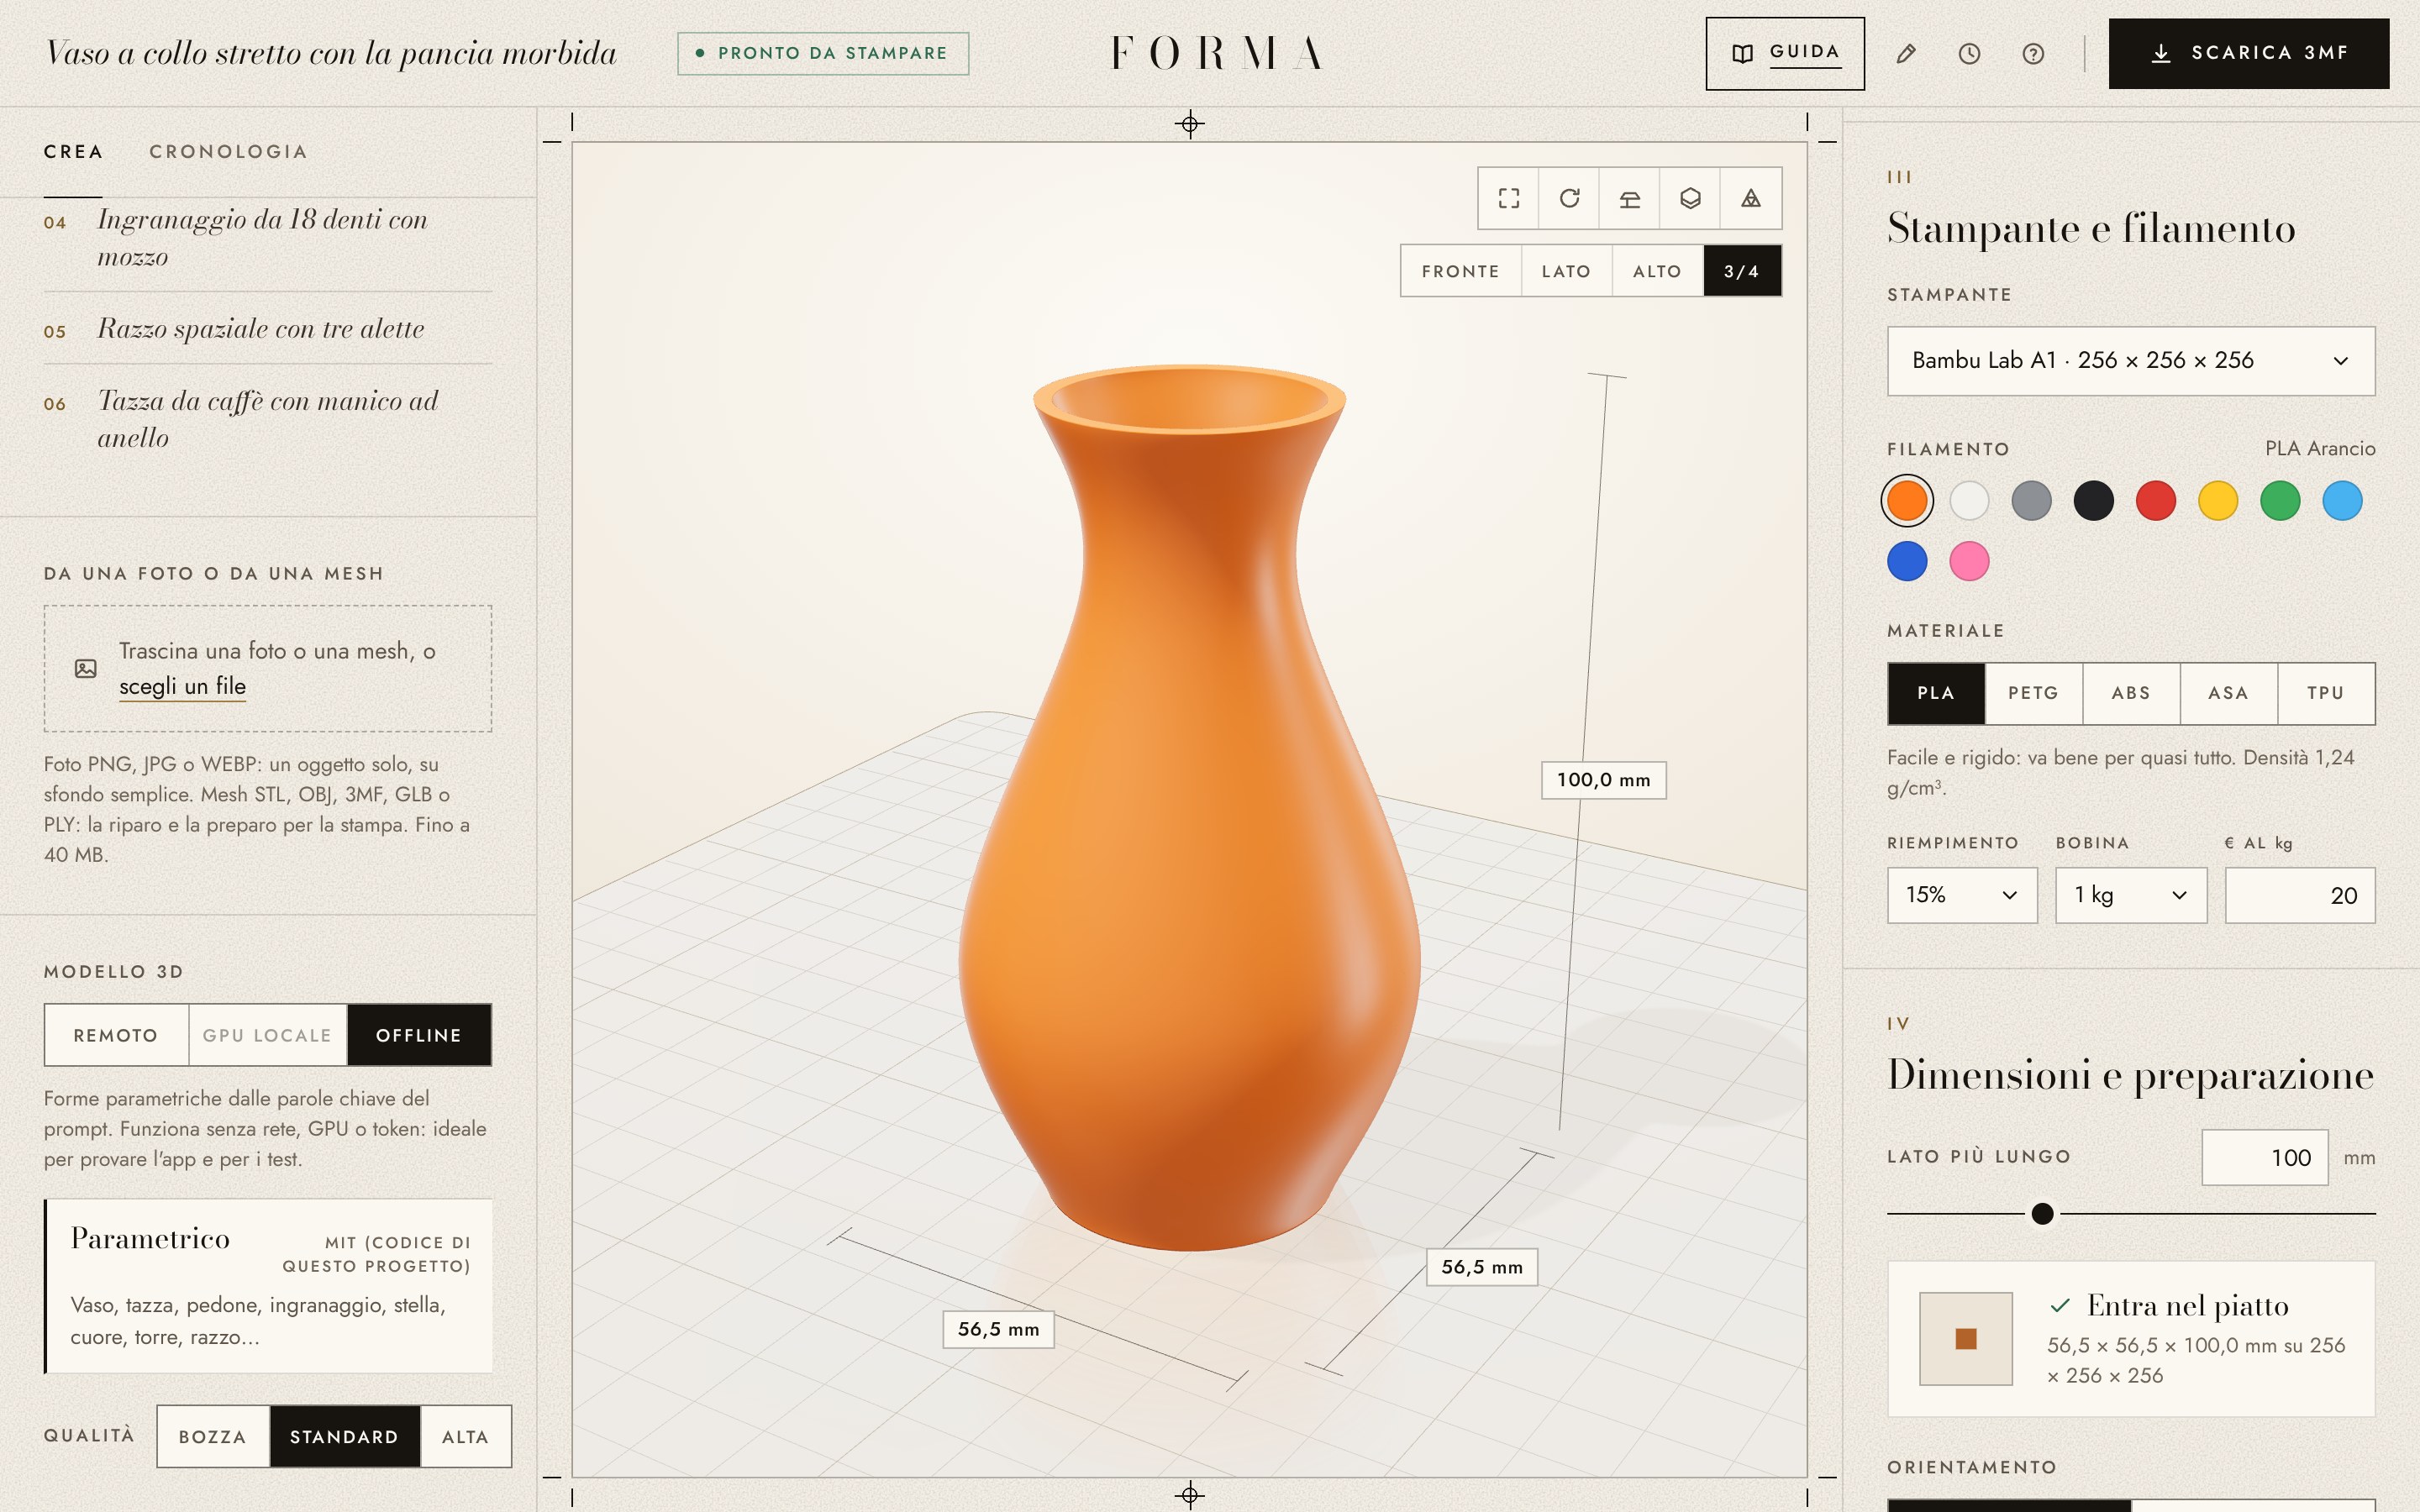 Vaso a collo stretto con la pancia morbida
PRONTO DA STAMPARE
FORMA
GUIDA
SCARICA 3MF
CREA
CRONOLOGIA
04 Ingranaggio da 18 denti con
mozzo
05 Razzo spaziale con tre alette
06 Tazza da caffè con manico ad
anello
DA UNA FOTO O DA UNA MESH
Trascina una foto o una mesh, o
scegli un file
Foto PNG, JPG o WEBP: un oggetto solo, su
sfondo semplice. Mesh STL, OBJ, 3MF, GLB o
PLY: la riparo e la preparo per la stampa. Fino a
40 MB.
MODELLO 3D
REMOTO
GPU LOCALE
OFFLINE
Forme parametriche dalle parole chiave del
prompt. Funziona senza rete, GPU o token: ideale
per provare l'app e per i test.
Parametrico
MIT (CODICE DI
QUESTO PROGETTO)
Vaso, tazza, pedone, ingranaggio, stella,
cuore, torre, razzo…
QUALITÀ
BOZZA
STANDARD
ALTA
FRONTE
LATO
ALTO
3/4
100,0 mm
56,5 mm
56,5 mm
III
Stampante e filamento
STAMPANTE
Bambu Lab A1 · 256 × 256 × 256
FILAMENTO
PLA Arancio
MATERIALE
PLA
PETG
ABS
ASA
TPU
Facile e rigido: va bene per quasi tutto. Densità 1,24
g/cm³.
RIEMPIMENTO
BOBINA
€ AL kg
15%
1 kg
20
IV
Dimensioni e preparazione
LATO PIÙ LUNGO
100 mm
Entra nel piatto
56,5 × 56,5 × 100,0 mm su 256
× 256 × 256
ORIENTAMENTO